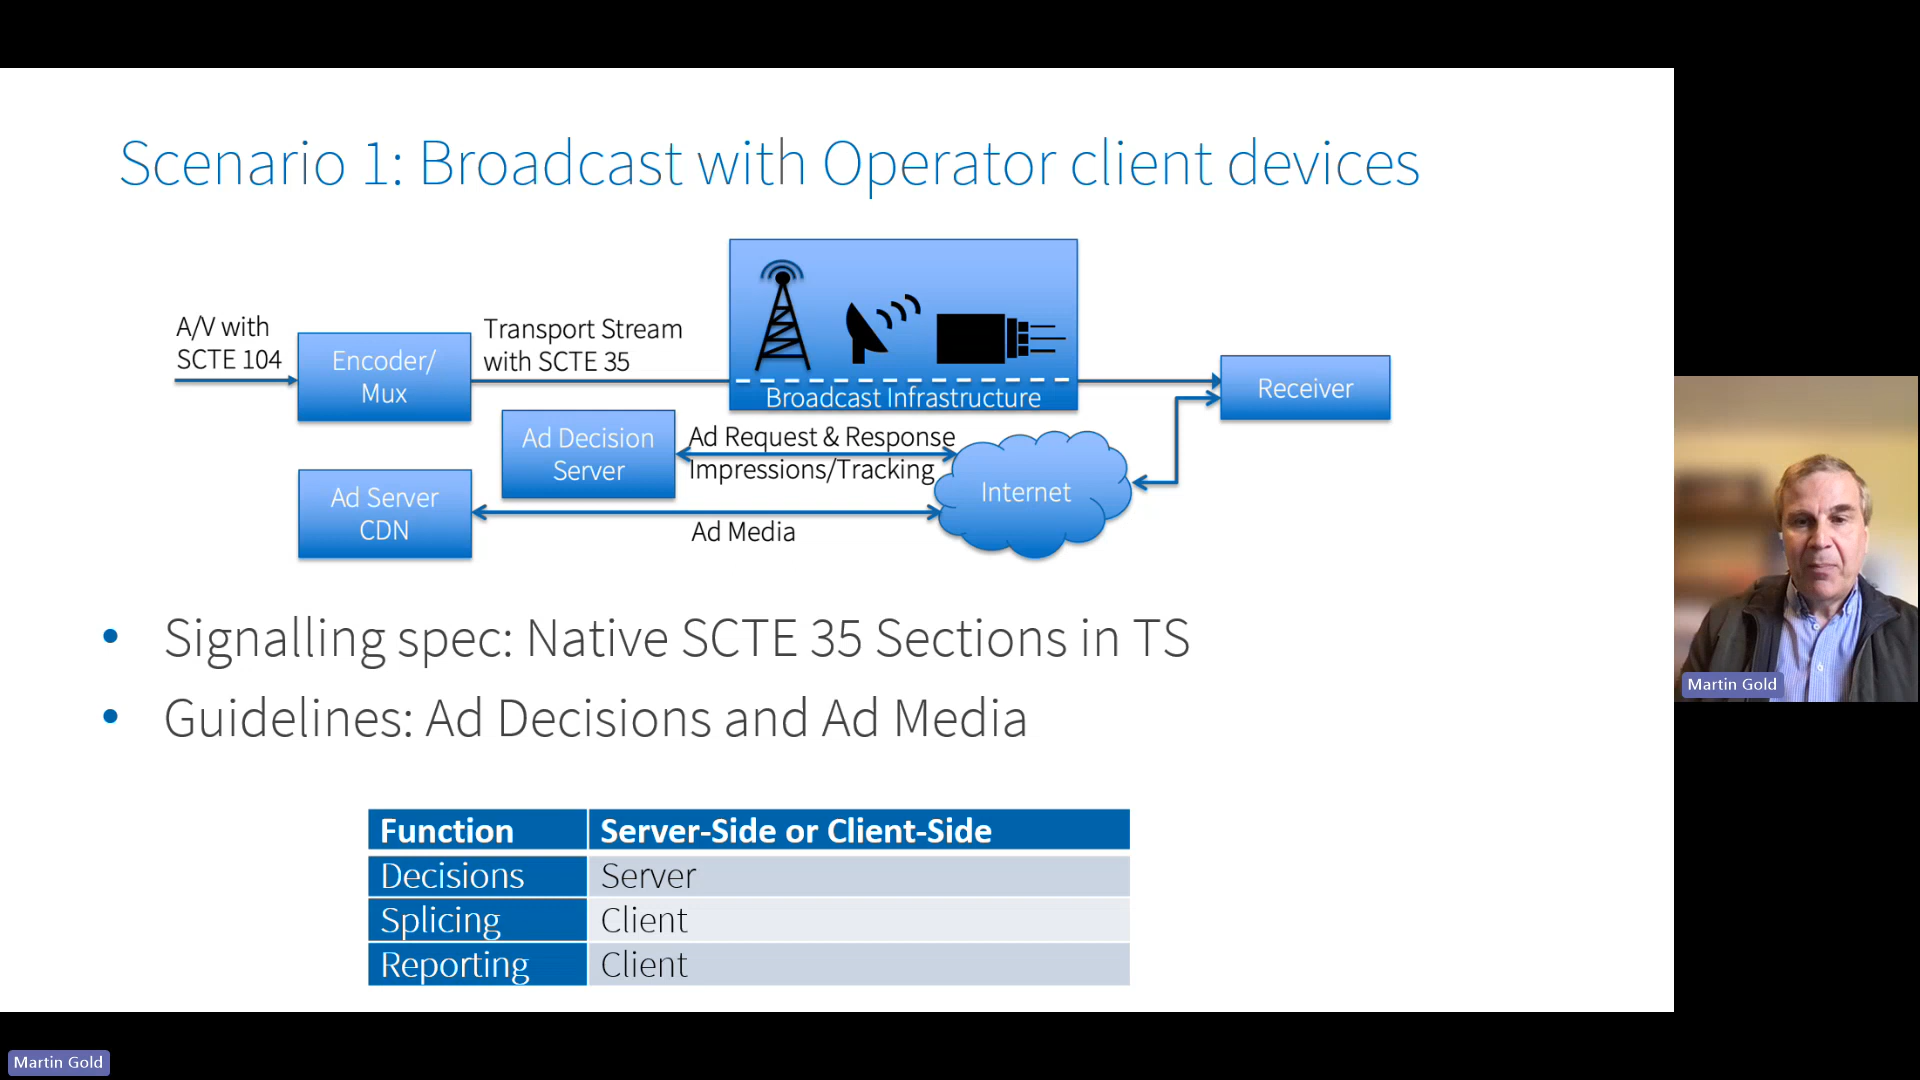 Scenario 1: Broadcast with Operator client devices
A/V with
SCTE 104
Encoder/
Mux
Transport Stream
with SCTE 35
Broadcast Infrastructure
Receiver
Ad Decision
Server
Ad Request & Response
Impressions/Tracking
Internet
Ad Server
CDN
Ad Media
• Signalling spec: Native SCTE 35 Sections in TS
• Guidelines: Ad Decisions and Ad Media
Function Server-Side or Client-Side
Decisions Server
Splicing Client
Reporting Client
Martin Gold
Martin Gold